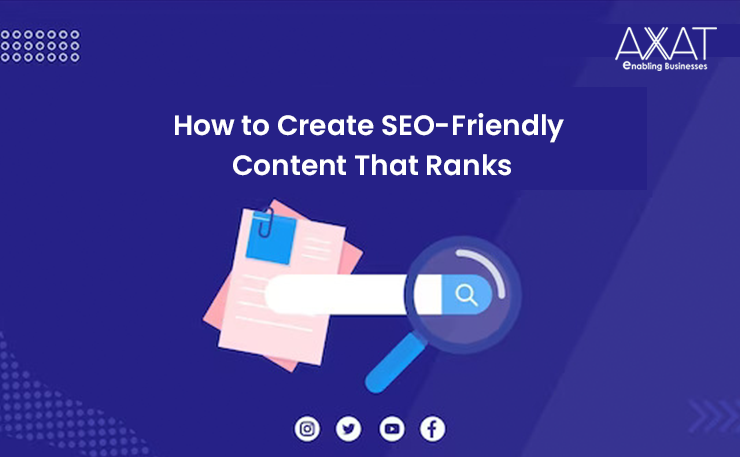 AXAT
enabling Businesses
How to Create SEO-Friendly
Content That Ranks